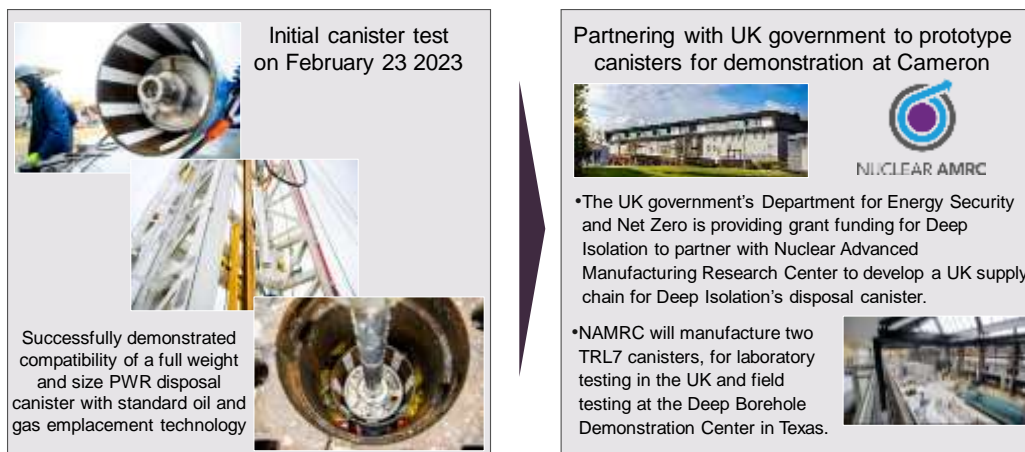 Initial canister test
on February 23 2023
Successfully demonstrated
compatibility of a full weight
and size PWR disposal
canister with standard oil and
gas emplacement technology
Partnering with UK government to prototype
canisters for demonstration at Cameron
NUCLEAR AMRC
•The UK government's Department for Energy Security
and Net Zero is providing grant funding for Deep
Isolation to partner with Nuclear Advanced
Manufacturing Research Center to develop a UK supply
chain for Deep Isolation's disposal canister.
•NAMRC will manufacture two
TRL7 canisters, for laboratory
testing in the UK and field
testing at the Deep Borehole
Demonstration Center in Texas.